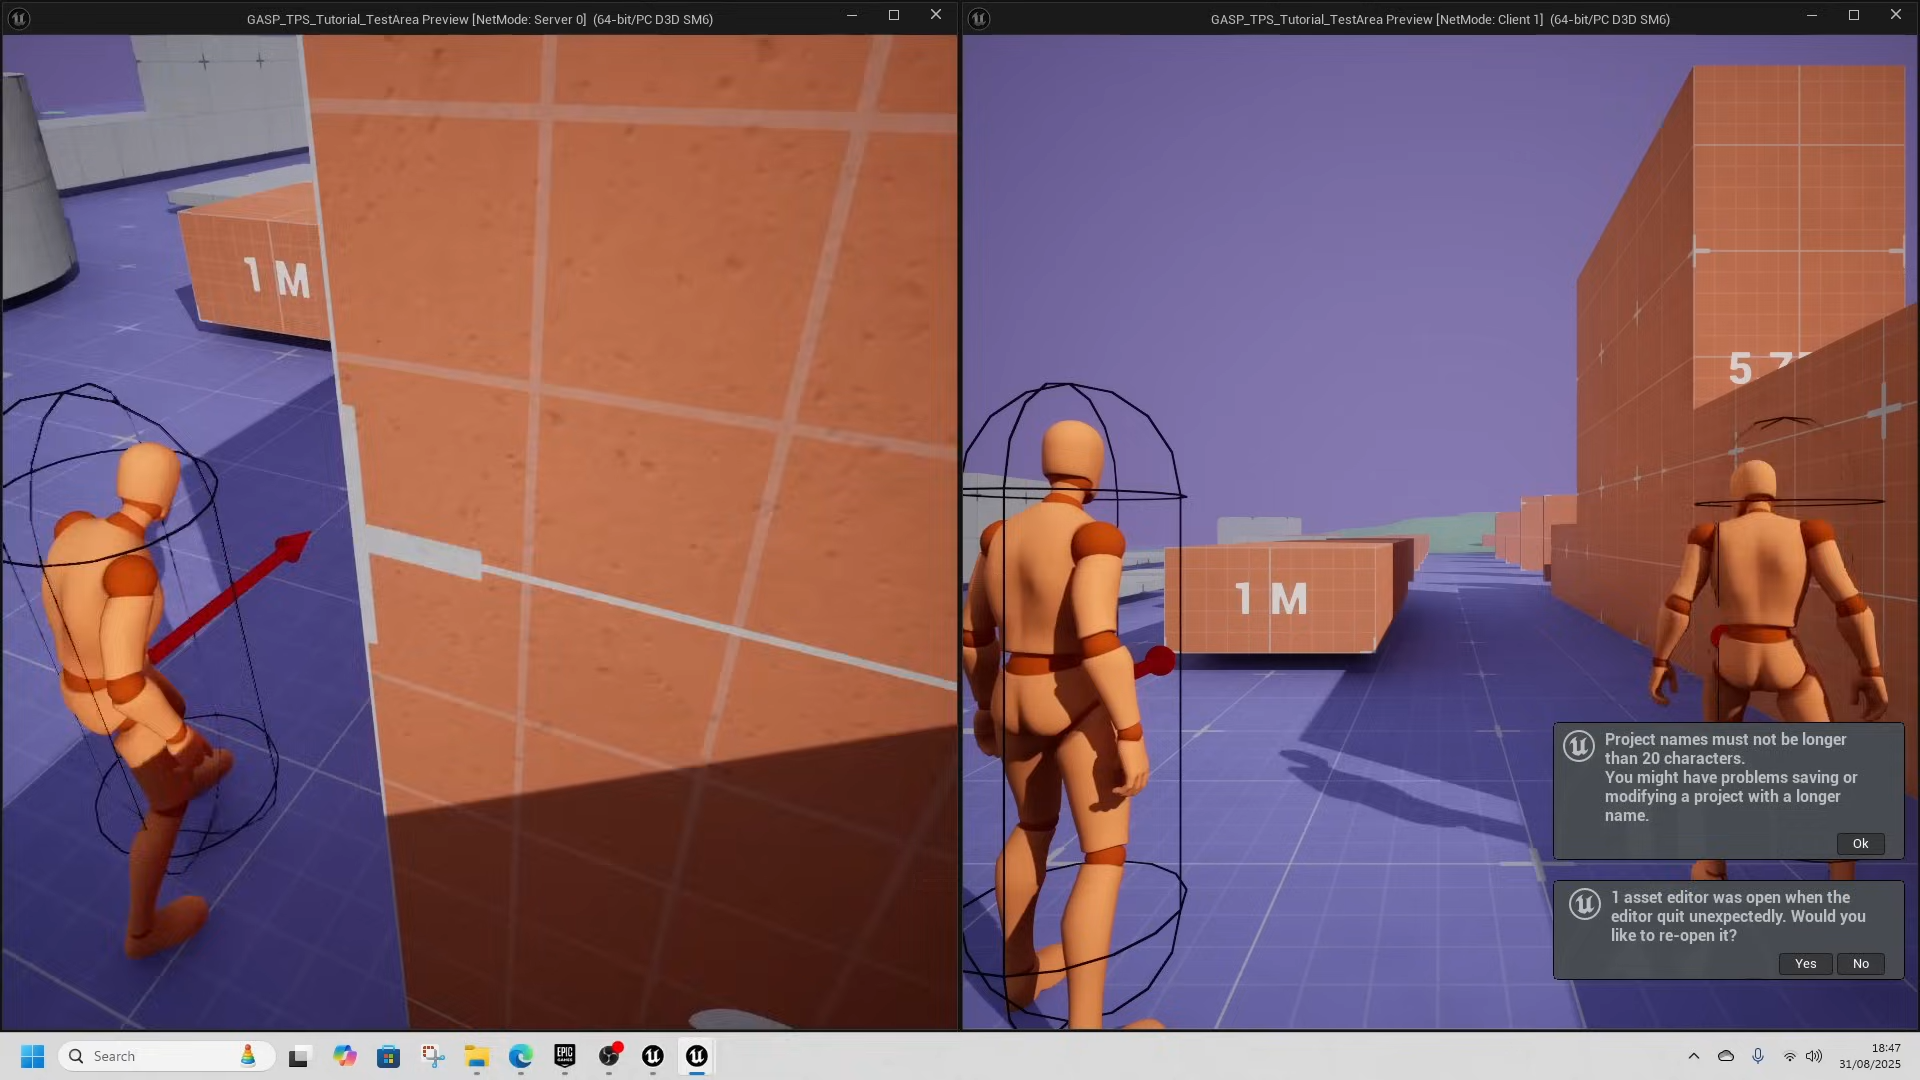 GASP_TPS_Tutorial_TestArea Preview [NetMode: Server 0] (64-bit/PC D3D SM6)
GASP_TPS_Tutorial_TestArea Preview [NetMode: Client 1] (64-bit/PC D3D SM6)
1 M
1 M
Project names must not be longer
than 20 characters.
You might have problems saving or
modifying a project with a longer
name.
Ok
1 asset editor was open when the
editor quit unexpectedly. Would you
like to re-open it?
Yes
No
Search
EPIC
GAMES
18:47
31/08/2025